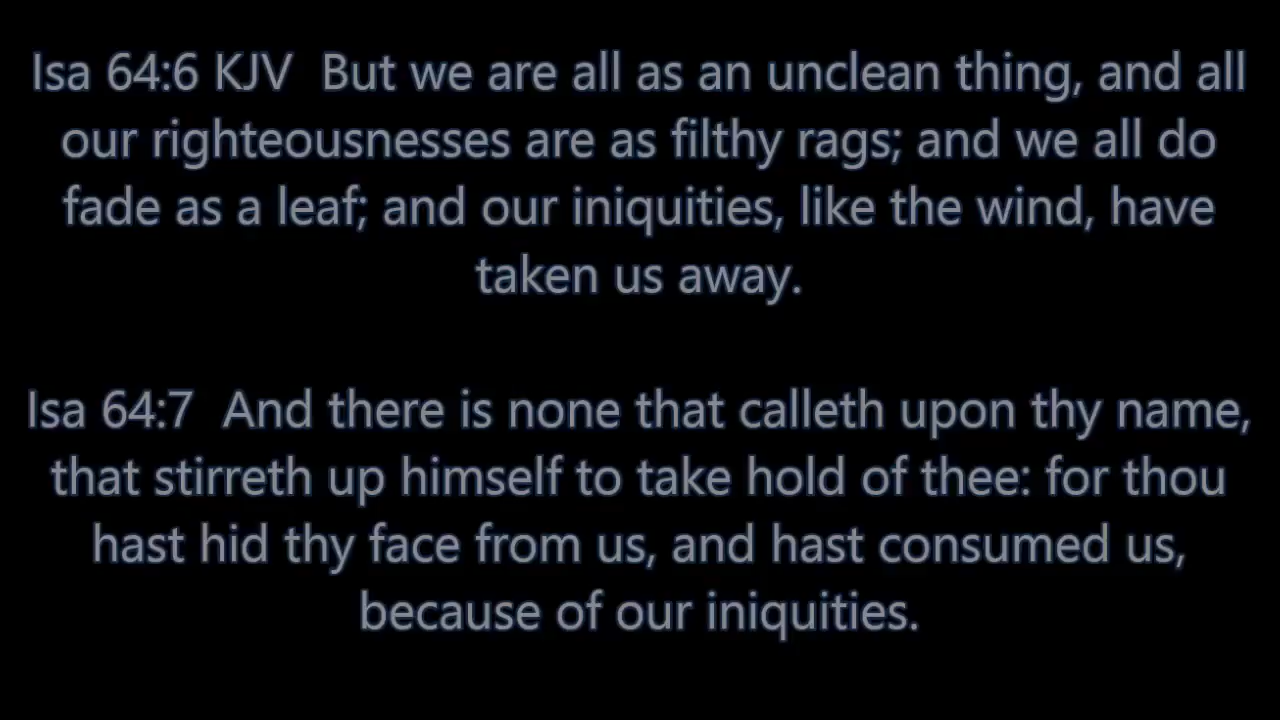 Isa 64:6 KJV  But we are all as an unclean thing, and all
our righteousnesses are as filthy rags; and we all do
fade as a leaf; and our iniquities, like the wind, have
taken us away.
Isa 64:7  And there is none that calleth upon thy name,
that stirreth up himself to take hold of thee: for thou
hast hid thy face from us, and hast consumed us,
because of our iniquities.